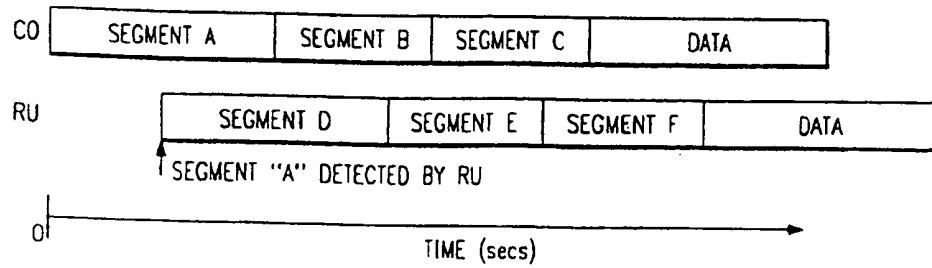 CO SEGMENT A SEGMENT B SEGMENT C DATA
RU SEGMENT D SEGMENT E SEGMENT F DATA
SEGMENT "A" DETECTED BY RU
0
TIME (secs)